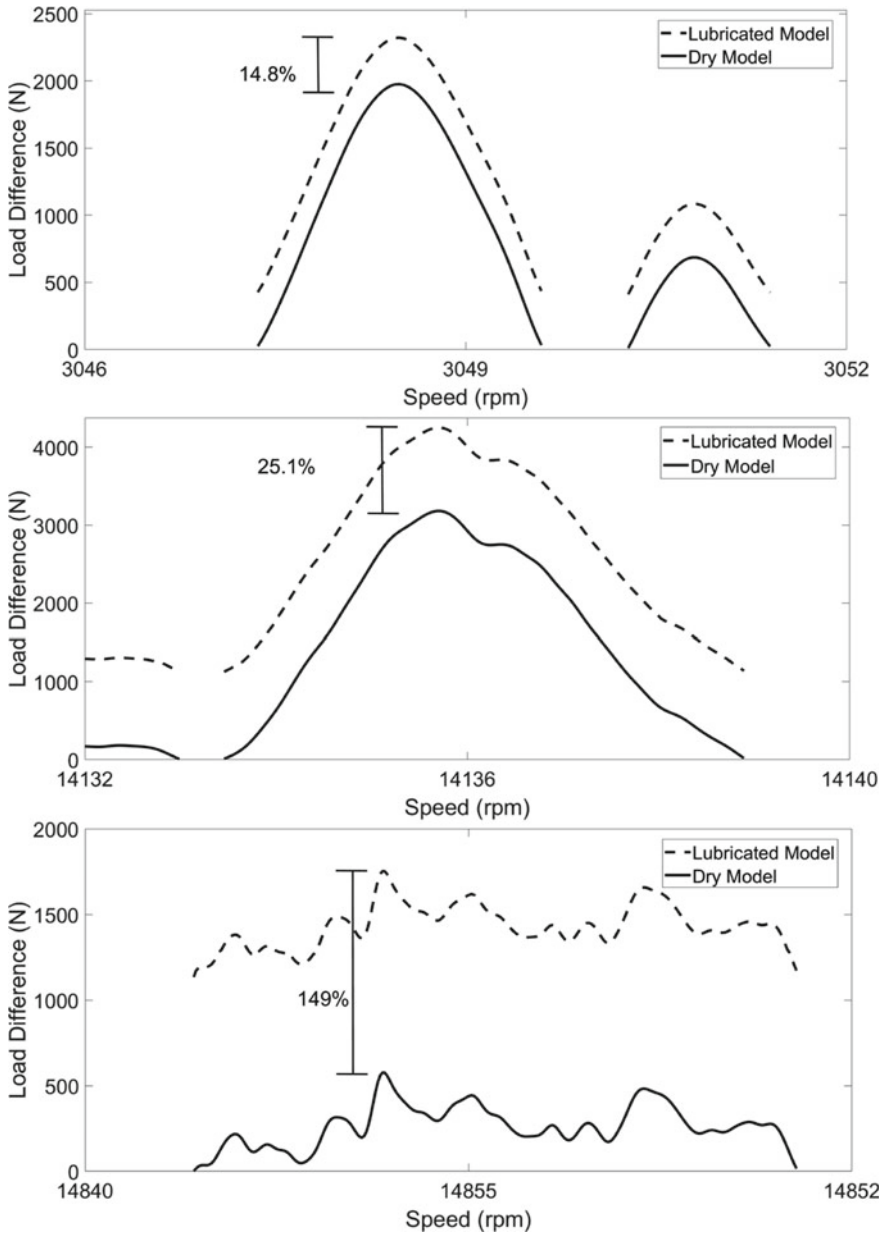 2500
Lubricated Model
Dry Model
14.8%
2000
1500
1000
500
0
Load Difference (N)
3046
3049
3052
Speed (rpm)
4000
Lubricated Model
Dry Model
25.1%
3000
2000
1000
0
Load Difference (N)
14132
14136
14140
Speed (rpm)
2000
Lubricated Model
Dry Model
1500
1000
149%
500
0
Load Difference (N)
14840
14855
14852
Speed (rpm)